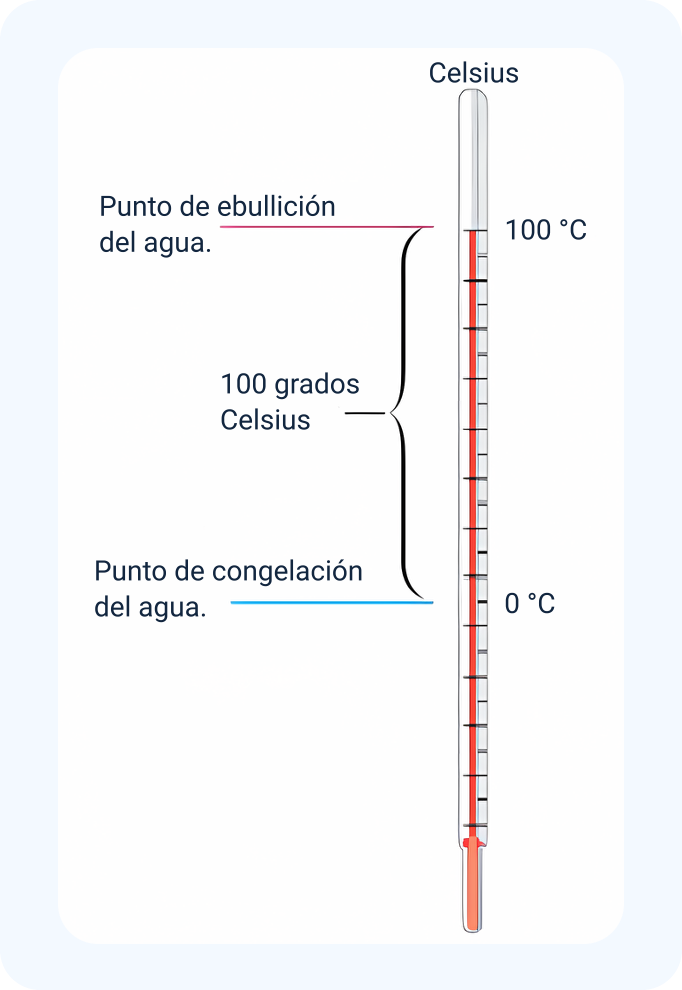 Celsius
Punto de ebullición
del agua.
100 °C
100 grados
Celsius
Punto de congelación
del agua.
0 °C